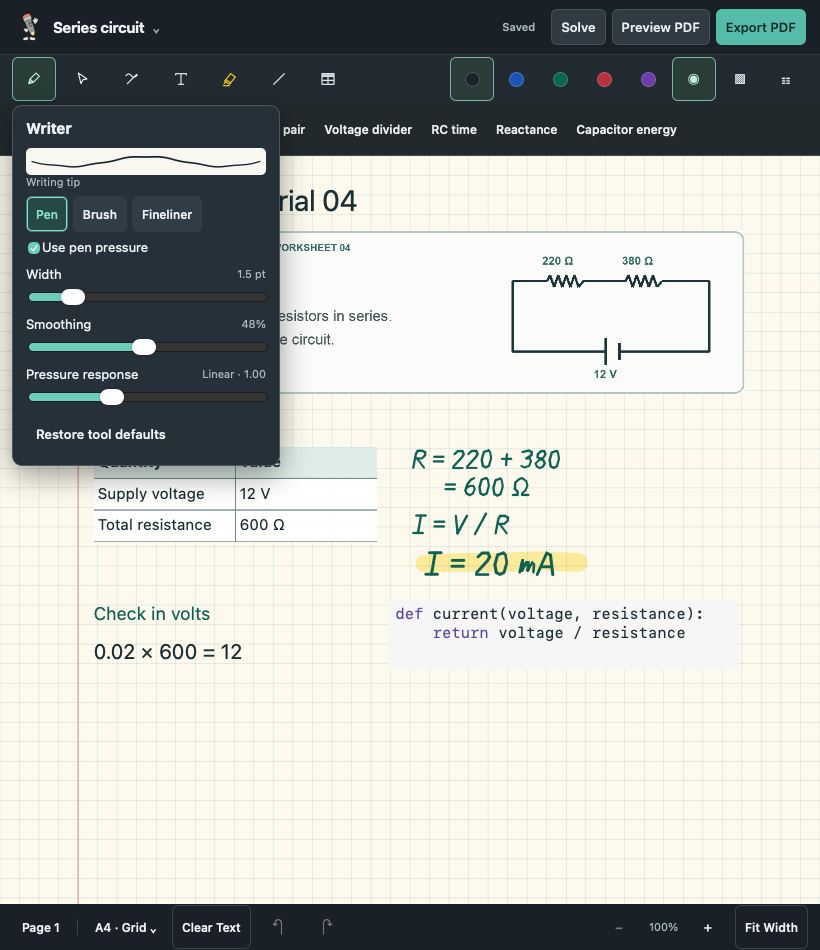 Series circuit
Saved
Solve
Preview PDF
Export PDF
Writer
Writing tip
Pen
Brush
Fineliner
Use pen pressure
Width
1.5 pt
Smoothing
48%
Pressure response
Linear · 1.00
Restore tool defaults
pair
Voltage divider
RC time
Reactance
Capacitor energy
04
WORKSHEET 04
resistors in series.
circuit.
220 Ω
380 Ω
12 V
Supply voltage
12 V
Total resistance
600 Ω
R = 220 + 380
= 600 Ω
I = V / R
I = 20 mA
Check in volts
0.02 × 600 = 12
def current(voltage, resistance):
    return voltage / resistance
Page 1
A4 · Grid
Clear Text
− 100% +
Fit Width